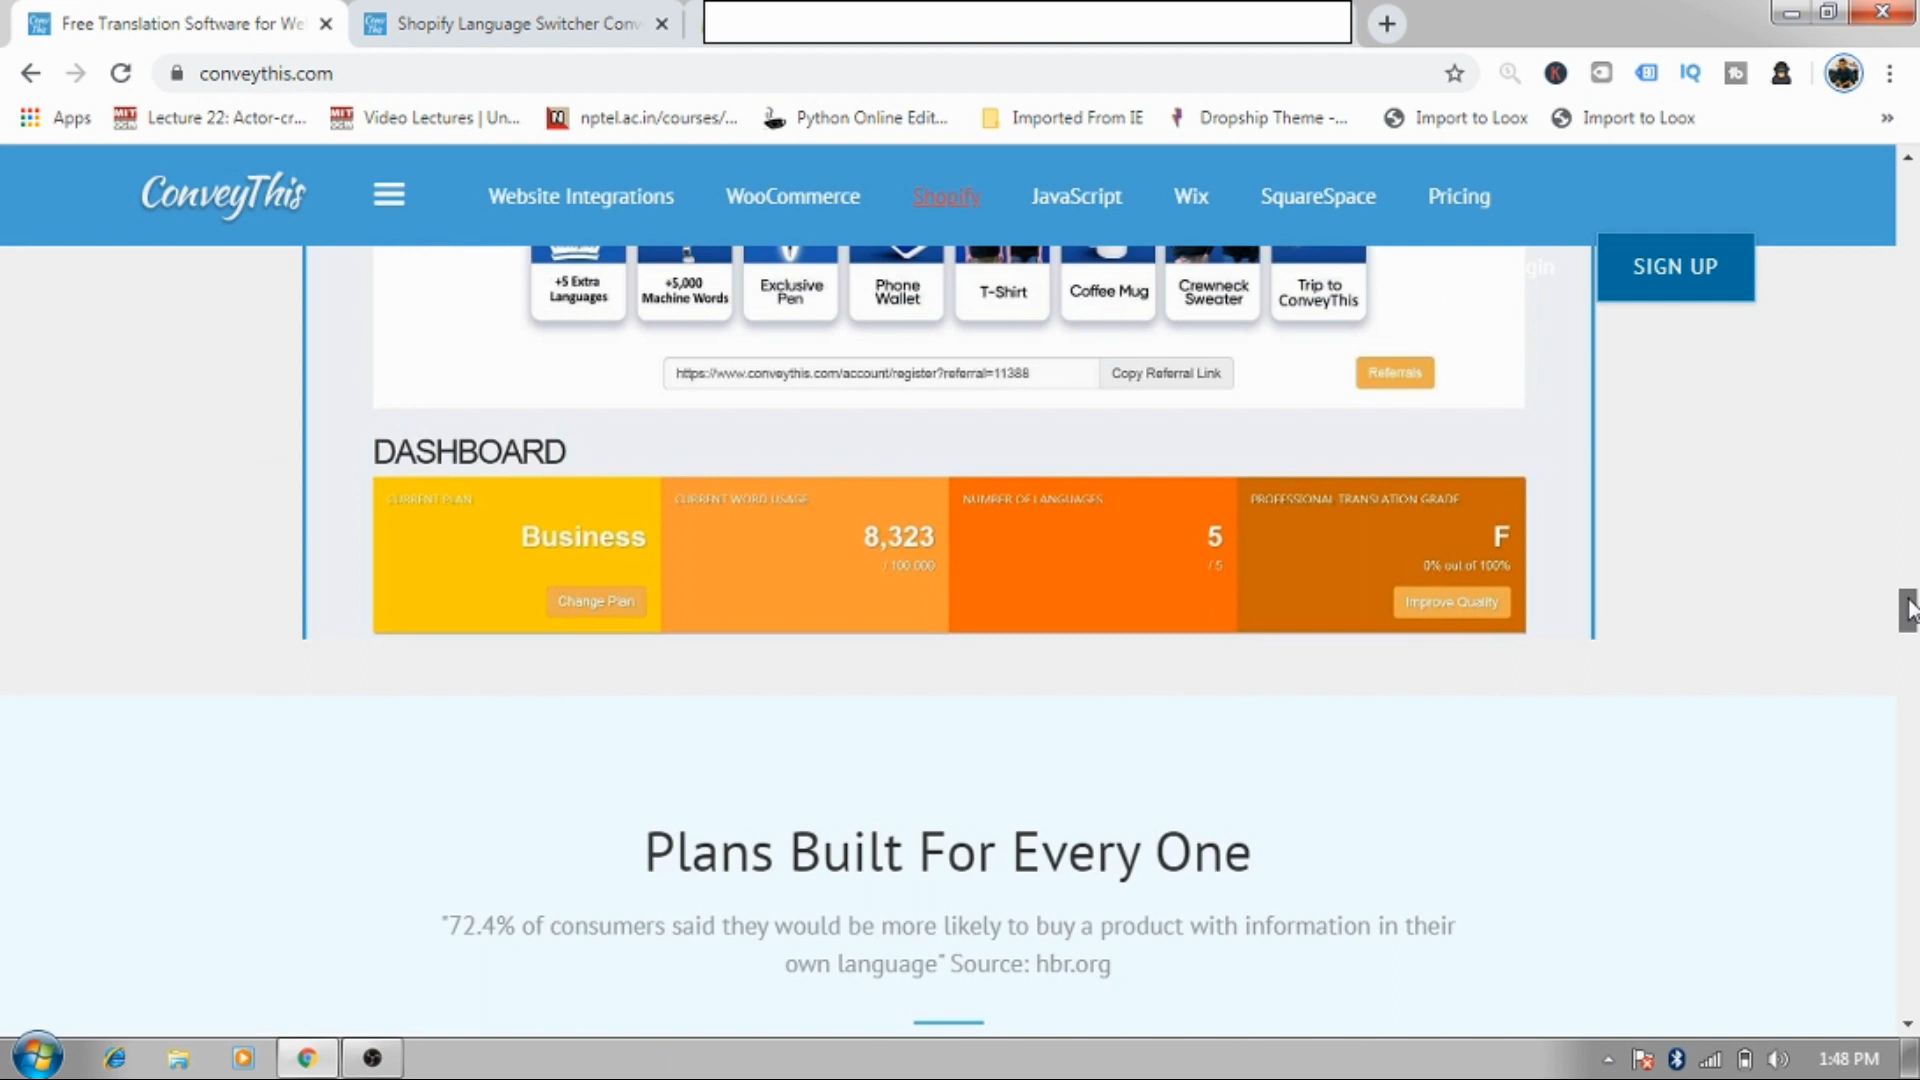 Free Translation Software for We
Shopify Language Switcher Conv
conveythis.com
Apps
Lecture 22: Actor-cr...
Video Lectures | Un...
nptel.ac.in/courses/...
Python Online Edit...
Imported From IE
Dropship Theme -...
Import to Loox
Import to Loox
»
ConveyThis
Website Integrations
WooCommerce
Shopify
JavaScript
Wix
SquareSpace
Pricing
gin
SIGN UP
+5 Extra
Languages
+5,000
Machine Words
Exclusive
Pen
Phone
Wallet
T-Shirt
Coffee Mug
Crewneck
Sweater
Trip to
ConveyThis
https://www.conveythis.com/account/register?referral=11388
Copy Referral Link
Referrals
DASHBOARD
CURRENT PLAN
Business
Change Plan
CURRENT WORD USAGE
8,323
/ 100,000
NUMBER OF LANGUAGES
5
/ 5
PROFESSIONAL TRANSLATION GRADE
F
0% out of 100%
Improve Quality
Plans Built For Every One
"72.4% of consumers said they would be more likely to buy a product with information in their
own language" Source: hbr.org
1:48 PM